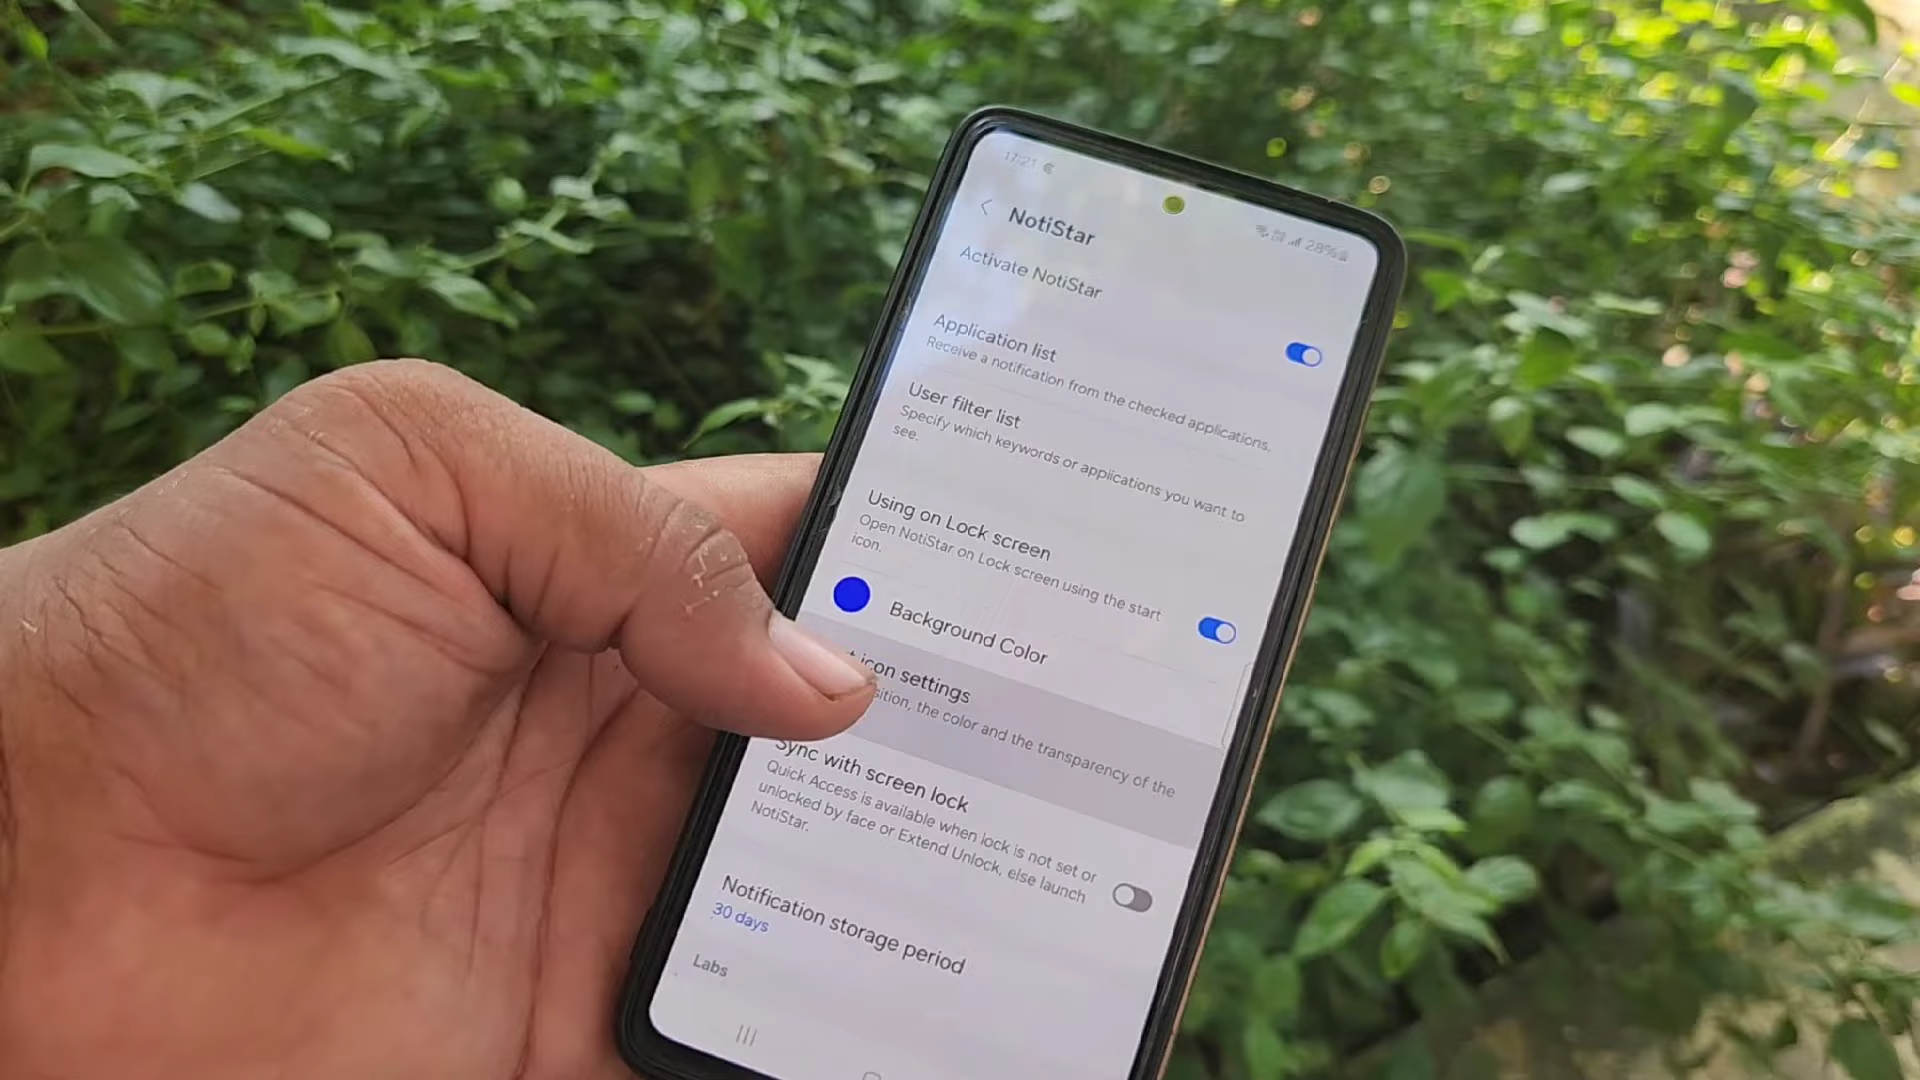 17:21
28%
NotiStar
Activate NotiStar
Application list
Receive a notification from the checked applications.
User filter list
Specify which keywords or applications you want to
see.
Using on Lock screen
Open NotiStar on Lock screen using the start
icon.
Background Color
icon settings
the color and the transparency of the
Sync with screen lock
Quick Access is available when lock is not set or
unlocked by face or Extend Unlock, else launch
NotiStar.
Notification storage period
30 days
Labs